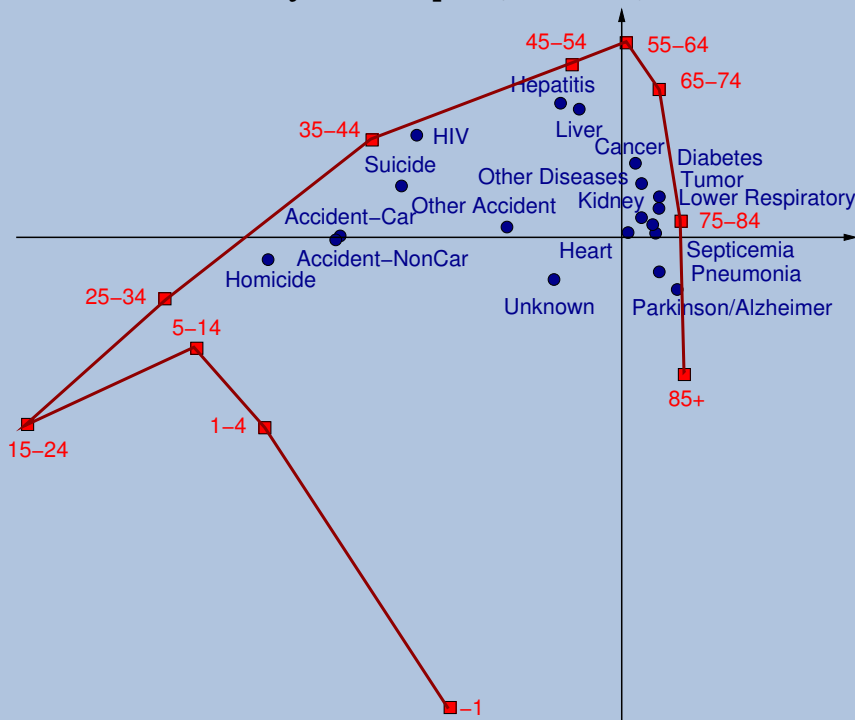 45−54
55−64
Hepatitis
65−74
35−44
HIV
Liver
Cancer
Suicide
Diabetes
Other Diseases
Tumor
Kidney
Lower Respiratory
Other Accident
Accident−Car
75−84
Heart
Septicemia
Accident−NonCar
Homicide
Pneumonia
25−34
Unknown
Parkinson/Alzheimer
5−14
85+
1−4
15−24
−1